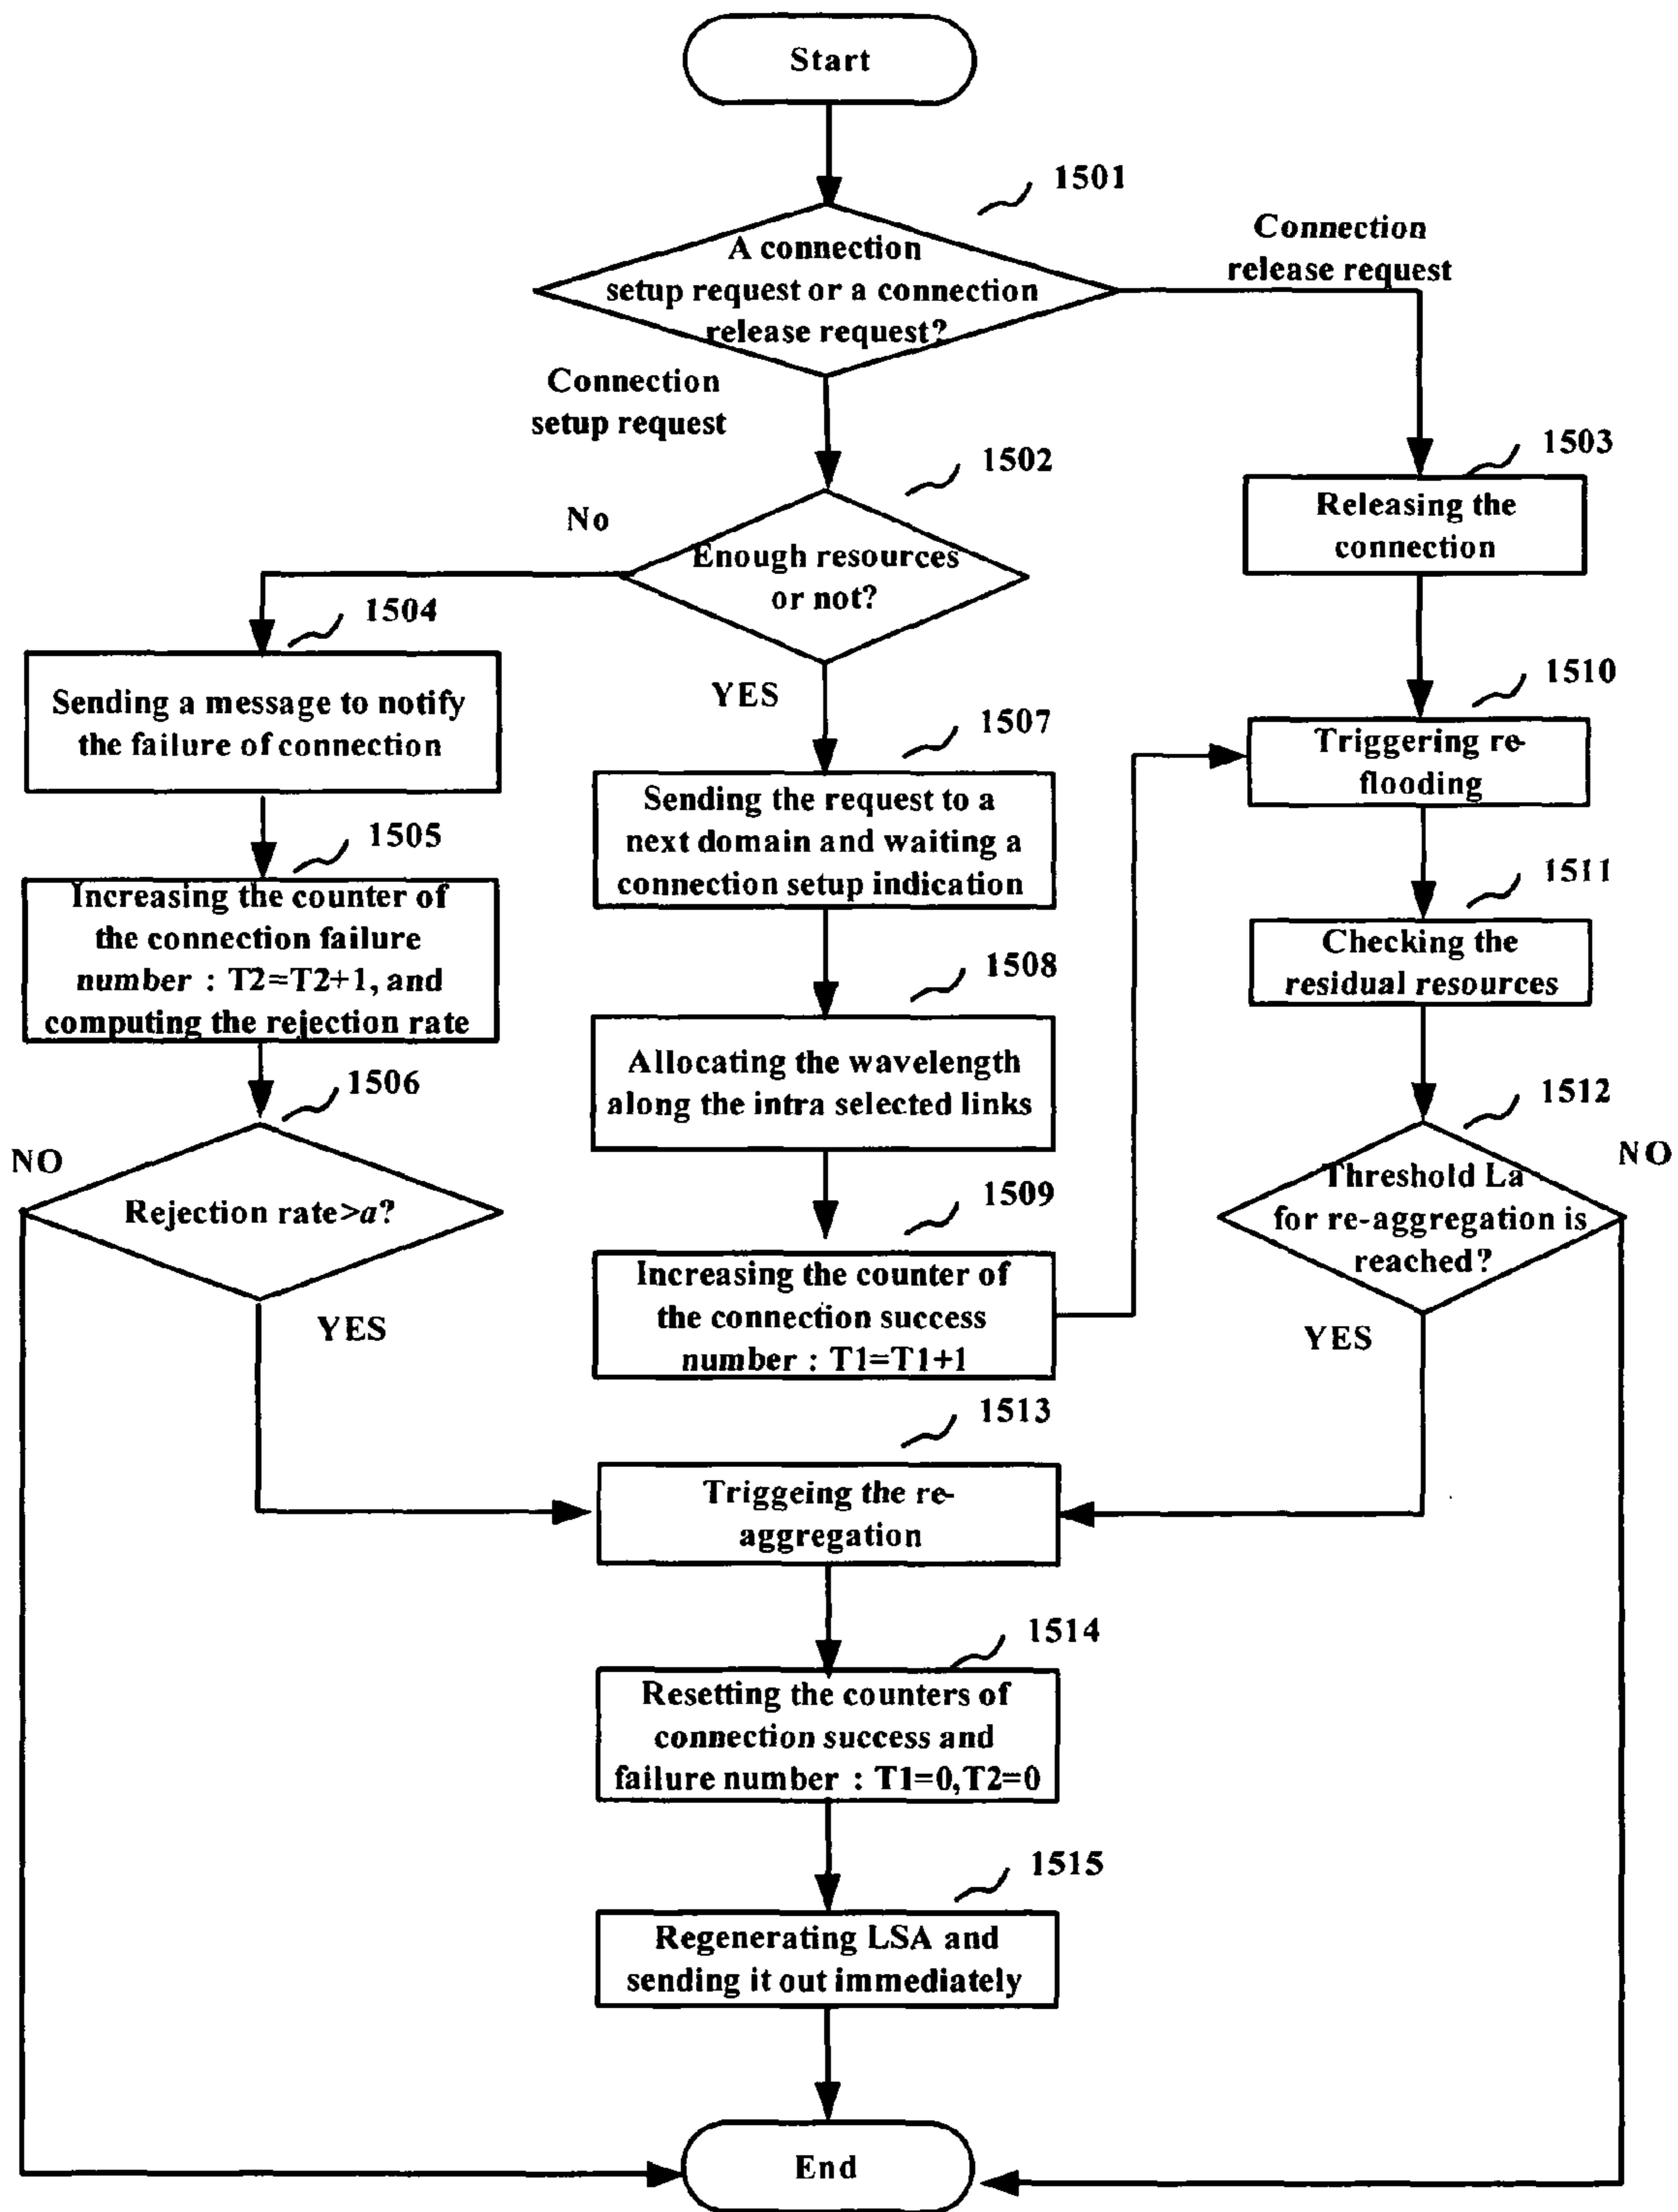 Start
1501
A connection
setup request or a connection
release request?
Connection
release request
Connection
setup request
1502
Enough resources
or not?
No
YES
1503
Releasing the
connection
1504
Sending a message to notify
the failure of connection
1505
Increasing the counter of
the connection failure
number : T2=T2+1, and
computing the rejection rate
1506
Rejection rate>a?
NO
YES
1507
Sending the request to a
next domain and waiting a
connection setup indication
1508
Allocating the wavelength
along the intra selected links
1509
Increasing the counter of
the connection success
number : T1=T1+1
1510
Triggering re-
flooding
1511
Checking the
residual resources
1512
Threshold La
for re-aggregation is
reached?
NO
YES
1513
Triggeing the re-
aggregation
1514
Resetting the counters of
connection success and
failure number : T1=0,T2=0
1515
Regenerating LSA and
sending it out immediately
End